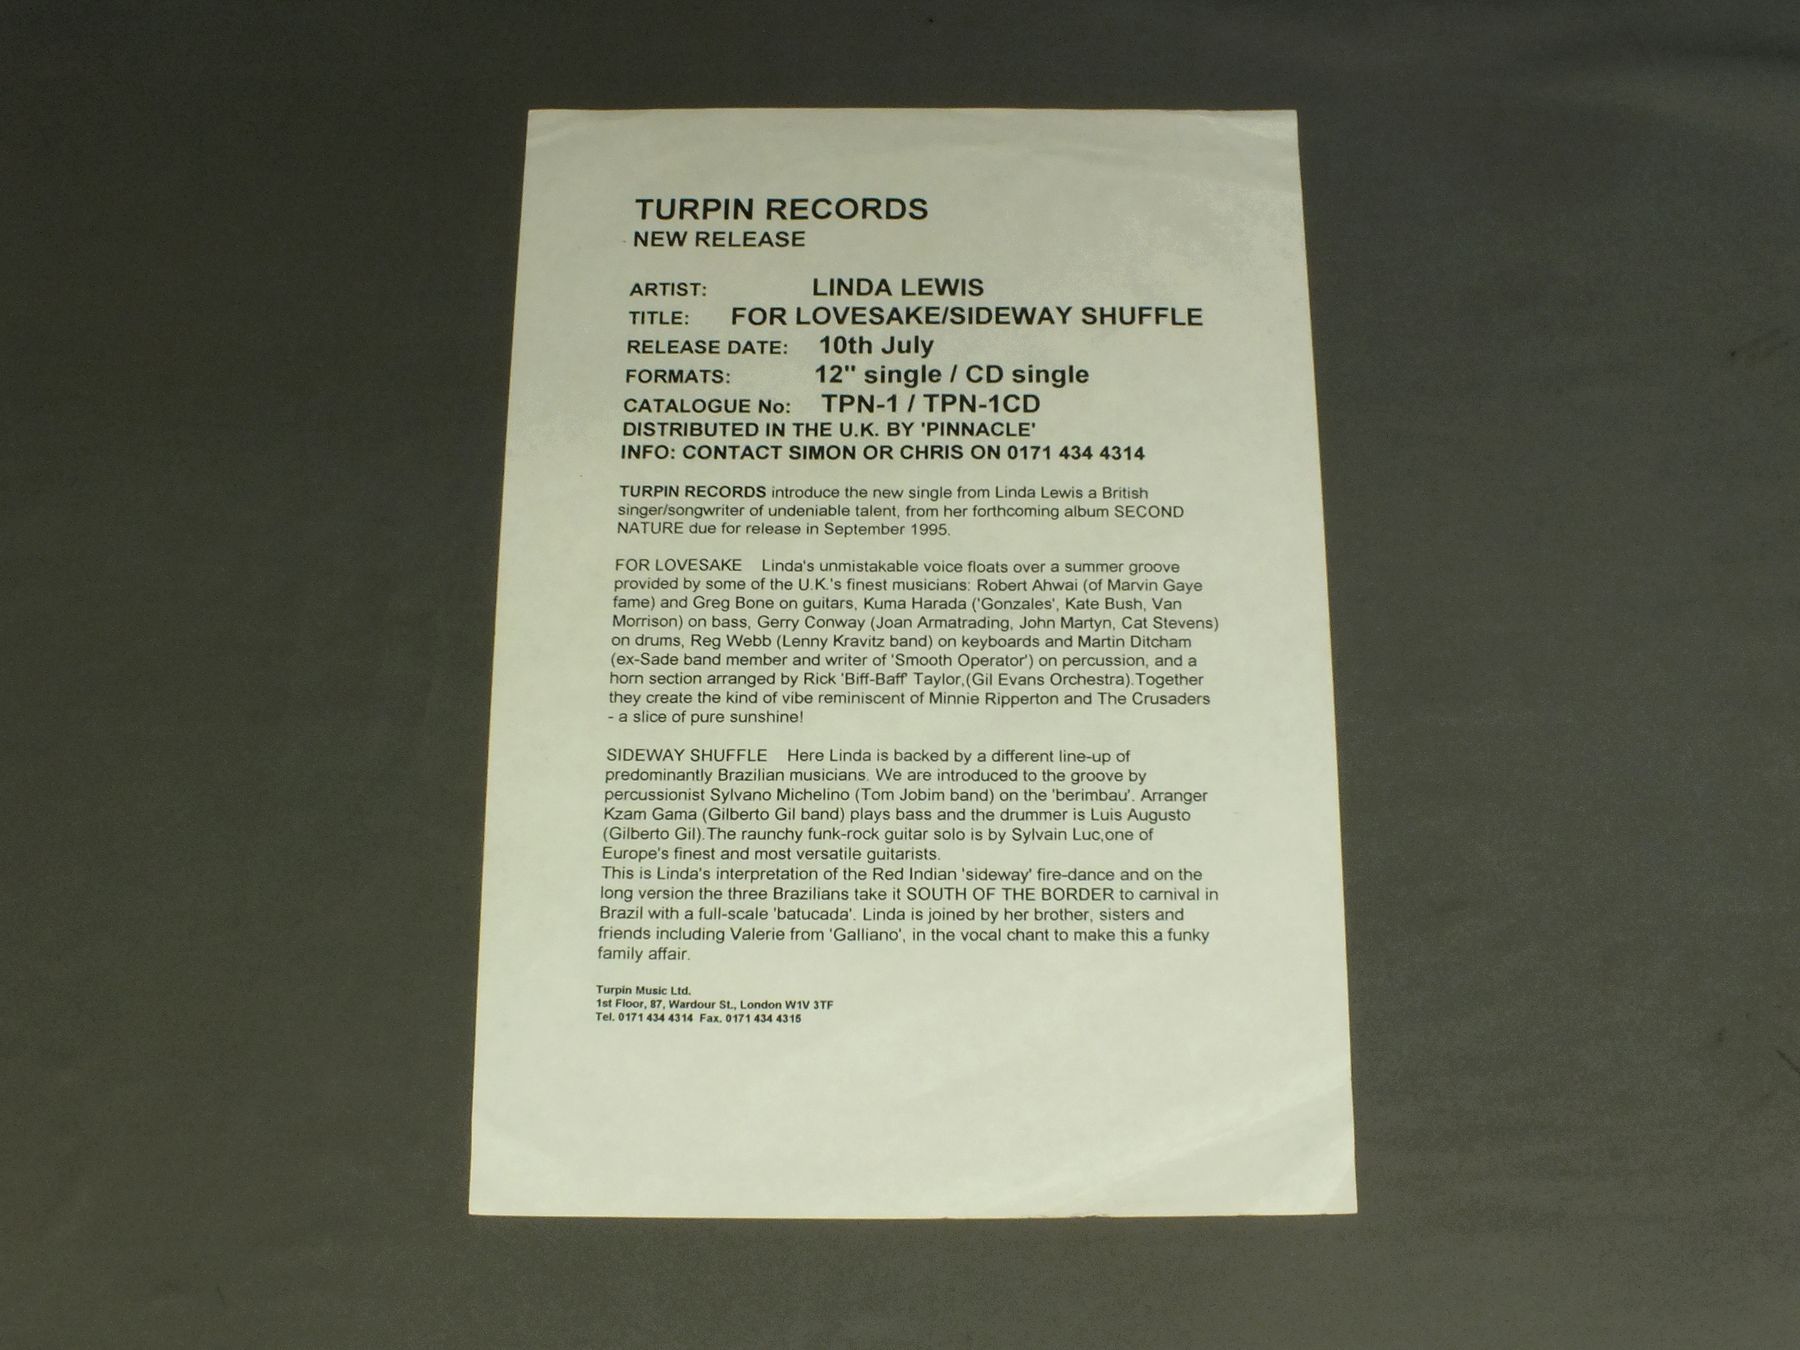 TURPIN RECORDS
NEW RELEASE
ARTIST: LINDA LEWIS
TITLE: FOR LOVESAKE/SIDEWAY SHUFFLE
RELEASE DATE: 10th July
FORMATS: 12" single / CD single
CATALOGUE No: TPN-1 / TPN-1CD
DISTRIBUTED IN THE U.K. BY 'PINNACLE'
INFO: CONTACT SIMON OR CHRIS ON 0171 434 4314
TURPIN RECORDS introduce the new single from Linda Lewis a British
singer/songwriter of undeniable talent, from her forthcoming album SECOND
NATURE due for release in September 1995.
FOR LOVESAKE Linda's unmistakable voice floats over a summer groove
provided by some of the U.K.'s finest musicians: Robert Ahwai (of Marvin Gaye
fame) and Greg Bone on guitars, Kuma Harada ('Gonzales', Kate Bush, Van
Morrison) on bass, Gerry Conway (Joan Armatrading, John Martyn, Cat Stevens)
on drums, Reg Webb (Lenny Kravitz band) on keyboards and Martin Ditcham
(ex-Sade band member and writer of 'Smooth Operator') on percussion, and a
horn section arranged by Rick 'Biff-Baff' Taylor,(Gil Evans Orchestra).Together
they create the kind of vibe reminiscent of Minnie Ripperton and The Crusaders
- a slice of pure sunshine!
SIDEWAY SHUFFLE Here Linda is backed by a different line-up of
predominantly Brazilian musicians. We are introduced to the groove by
percussionist Sylvano Michelino (Tom Jobim band) on the 'berimbau'. Arranger
Kzam Gama (Gilberto Gil band) plays bass and the drummer is Luis Augusto
(Gilberto Gil).The raunchy funk-rock guitar solo is by Sylvain Luc,one of
Europe's finest and most versatile guitarists.
This is Linda's interpretation of the Red Indian 'sideway' fire-dance and on the
long version the three Brazilians take it SOUTH OF THE BORDER to carnival in
Brazil with a full-scale 'batucada'. Linda is joined by her brother, sisters and
friends including Valerie from 'Galliano', in the vocal chant to make this a funky
family affair.
Turpin Music Ltd.
1st Floor, 87, Wardour St., London W1V 3TF
Tel. 0171 434 4314 Fax. 0171 434 4315